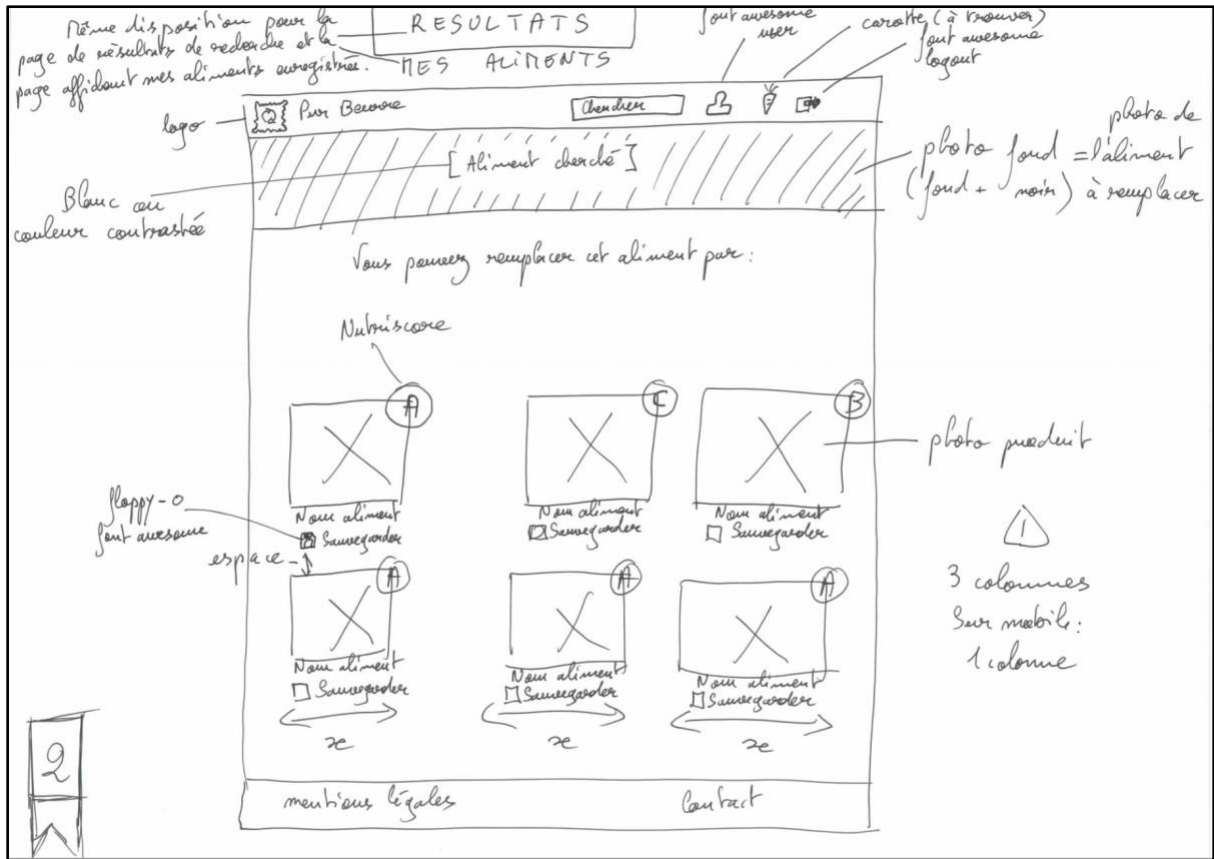 Même disposition pour la
page de résultats de recherche et la
page affichant mes aliments enregistrés.
RESULTATS
MES ALIMENTS
font awesome
user
carotte (à trouver)
font awesome
logout
logo
Pur Beurre
Chercher
[Aliment cherché]
Blanc ou
couleur contrastée
photo fond = photo de l'aliment
(fond + noir) à remplacer
Vous pouvez remplacer cet aliment par :
Nutriscore
A
C
B
photo produit
Nom aliment
Nom aliment
Nom aliment
floppy-o
font awesome
Sauvegarder
Sauvegarder
Sauvegarder
espace
A
A
A
!
3 colonnes
Sur mobile :
1 colonne
Nom aliment
Nom aliment
Nom aliment
Sauvegarder
Sauvegarder
Sauvegarder
x
x
x
2
mentions légales
Contact